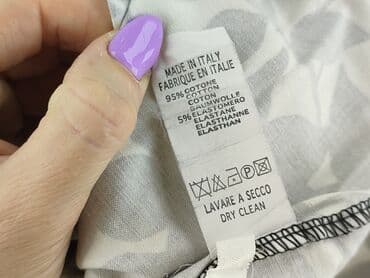 MADE IN ITALY
FABRIQUE EN ITALIE
95% COTONE
COTTON
COTON
BAUMWOLLE
5% ELASTOMERO
ELASTANE
ELASTHANNE
ELASTHAN
P
LAVARE A SECCO
DRY CLEAN